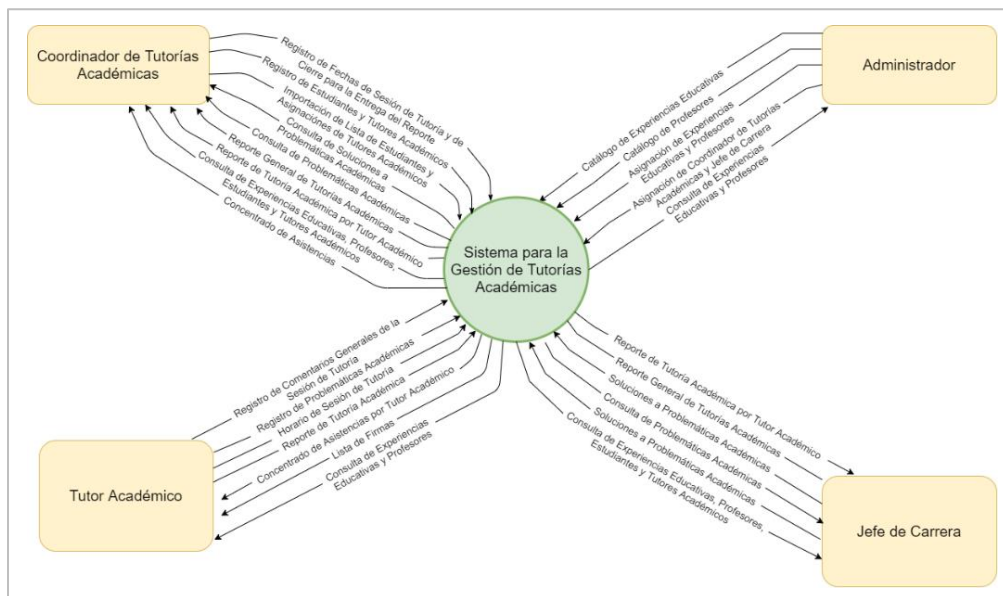 Coordinador de Tutorías
Académicas
Registro de Fechas de Sesión de Tutoría y de
Cierre para la Entrega del Reporte
Registro de Estudiantes y Tutores Académicos
Importación de Lista de Estudiantes y
Asignaciónes de Tutores Académicos
Consulta de Soluciones a
Problemáticas Académicas
Consulta de Problemáticas Académicas
Reporte General de Tutorías Académicas
Reporte de Tutoría Académica por Tutor Académico
Consulta de Experiencias Educativas, Profesores,
Estudiantes y Tutores Académicos
Concentrado de Asistencias
Administrador
Catálogo de Experiencias Educativas
Catálogo de Profesores
Asignación de Experiencias
Educativas y Profesores
Asignación de Coordinador de Tutorías
Académicas y Jefe de Carrera
Consulta de Experiencias
Educativas y Profesores
Sistema para la
Gestión de Tutorías
Académicas
Tutor Académico
Registro de Comentarios Generales de la
Sesión de Tutoría
Registro de Problemáticas Académicas
Horario de Sesión de Tutoría
Reporte de Tutoría Académica
Concentrado de Asistencias por Tutor Académico
Lista de Firmas
Consulta de Experiencias
Educativas y Profesores
Jefe de Carrera
Reporte de Tutoría Académica por Tutor Académico
Reporte General de Tutorías Académicas
Soluciones a Problemáticas Académicas
Consulta de Problemáticas Académicas
Soluciones a Problemáticas Académicas
Consulta de Experiencias Educativas, Profesores,
Estudiantes y Tutores Académicos